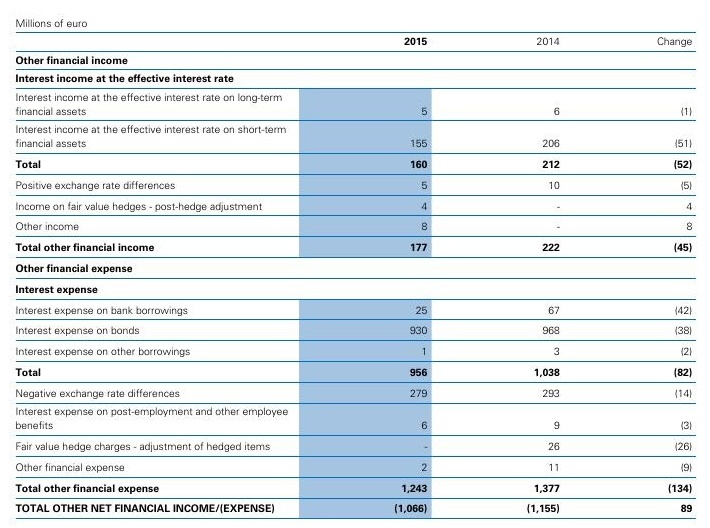 Millions of euro
2015 2014 Change
Other financial income
Interest income at the effective interest rate
Interest income at the effective interest rate on long-term
financial assets 5 6 (1)
Interest income at the effective interest rate on short-term
financial assets 155 206 (51)
Total 160 212 (52)
Positive exchange rate differences 5 10 (5)
Income on fair value hedges - post-hedge adjustment 4 - 4
Other income 8 - 8
Total other financial income 177 222 (45)
Other financial expense
Interest expense
Interest expense on bank borrowings 25 67 (42)
Interest expense on bonds 930 968 (38)
Interest expense on other borrowings 1 3 (2)
Total 956 1,038 (82)
Negative exchange rate differences 279 293 (14)
Interest expense on post-employment and other employee
benefits 6 9 (3)
Fair value hedge charges - adjustment of hedged items - 26 (26)
Other financial expense 2 11 (9)
Total other financial expense 1,243 1,377 (134)
TOTAL OTHER NET FINANCIAL INCOME/(EXPENSE) (1,066) (1,155) 89